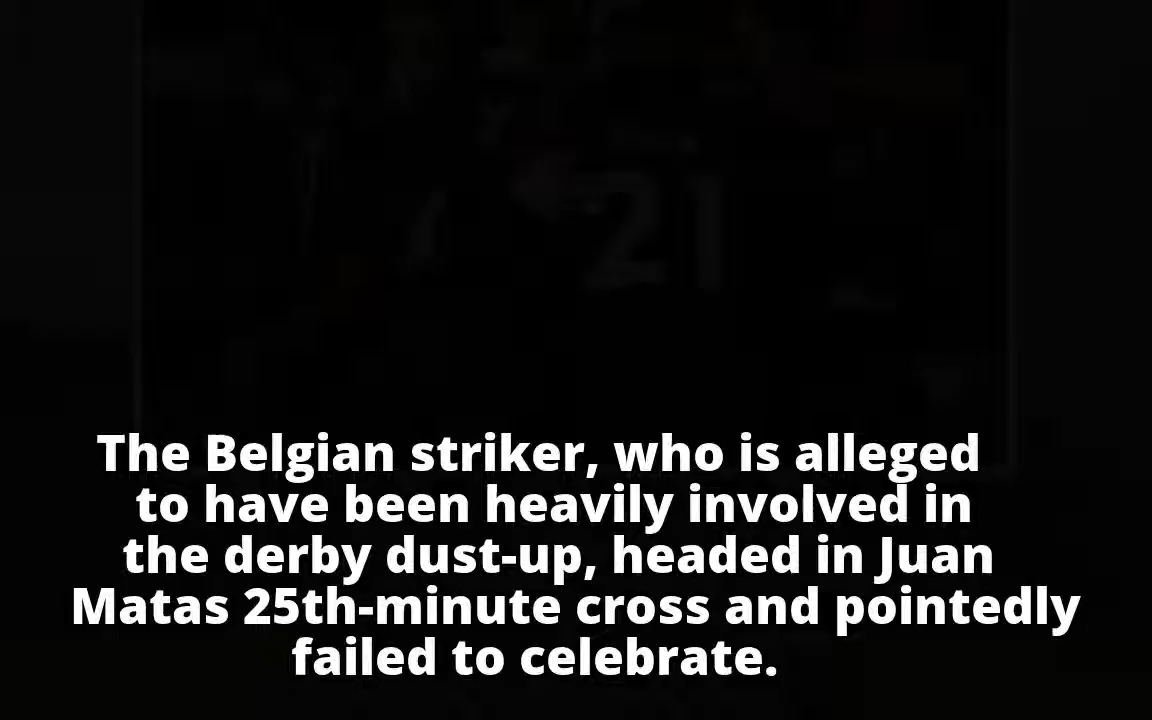 21
The Belgian striker, who is alleged
to have been heavily involved in
the derby dust-up, headed in Juan
Matas 25th-minute cross and pointedly
failed to celebrate.